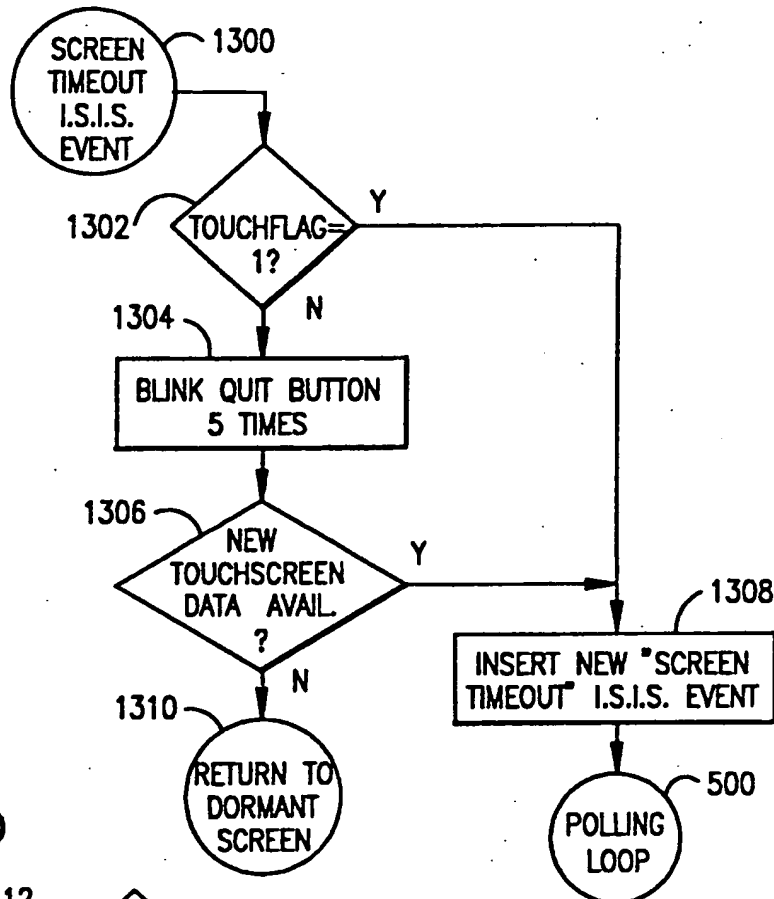 SCREEN
TIMEOUT
I.S.I.S.
EVENT
1300
1302
TOUCHFLAG=
1?
Y
N
1304
BLINK QUIT BUTTON
5 TIMES
1306
NEW
TOUCHSCREEN
DATA AVAIL.
?
Y
N
1308
INSERT NEW "SCREEN
TIMEOUT" I.S.I.S. EVENT
1310
RETURN TO
DORMANT
SCREEN
500
POLLING
LOOP
12